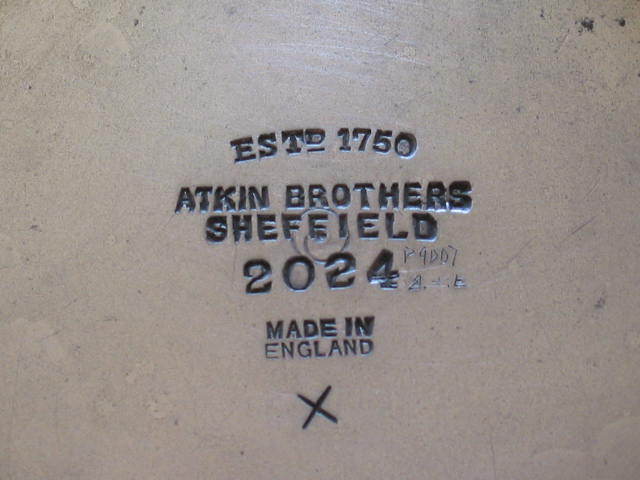 ESTD 1750
ATKIN BROTHERS
SHEFFIELD
2024
MADE IN
ENGLAND
X